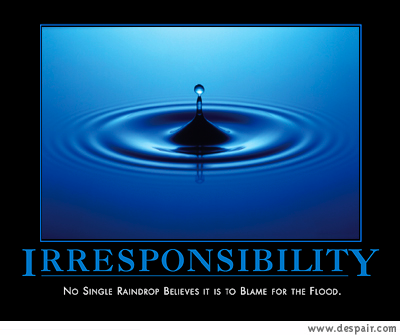 IRRESPONSIBILITY
NO SINGLE RAINDROP BELIEVES IT IS TO BLAME FOR THE FLOOD.
www.despair.com